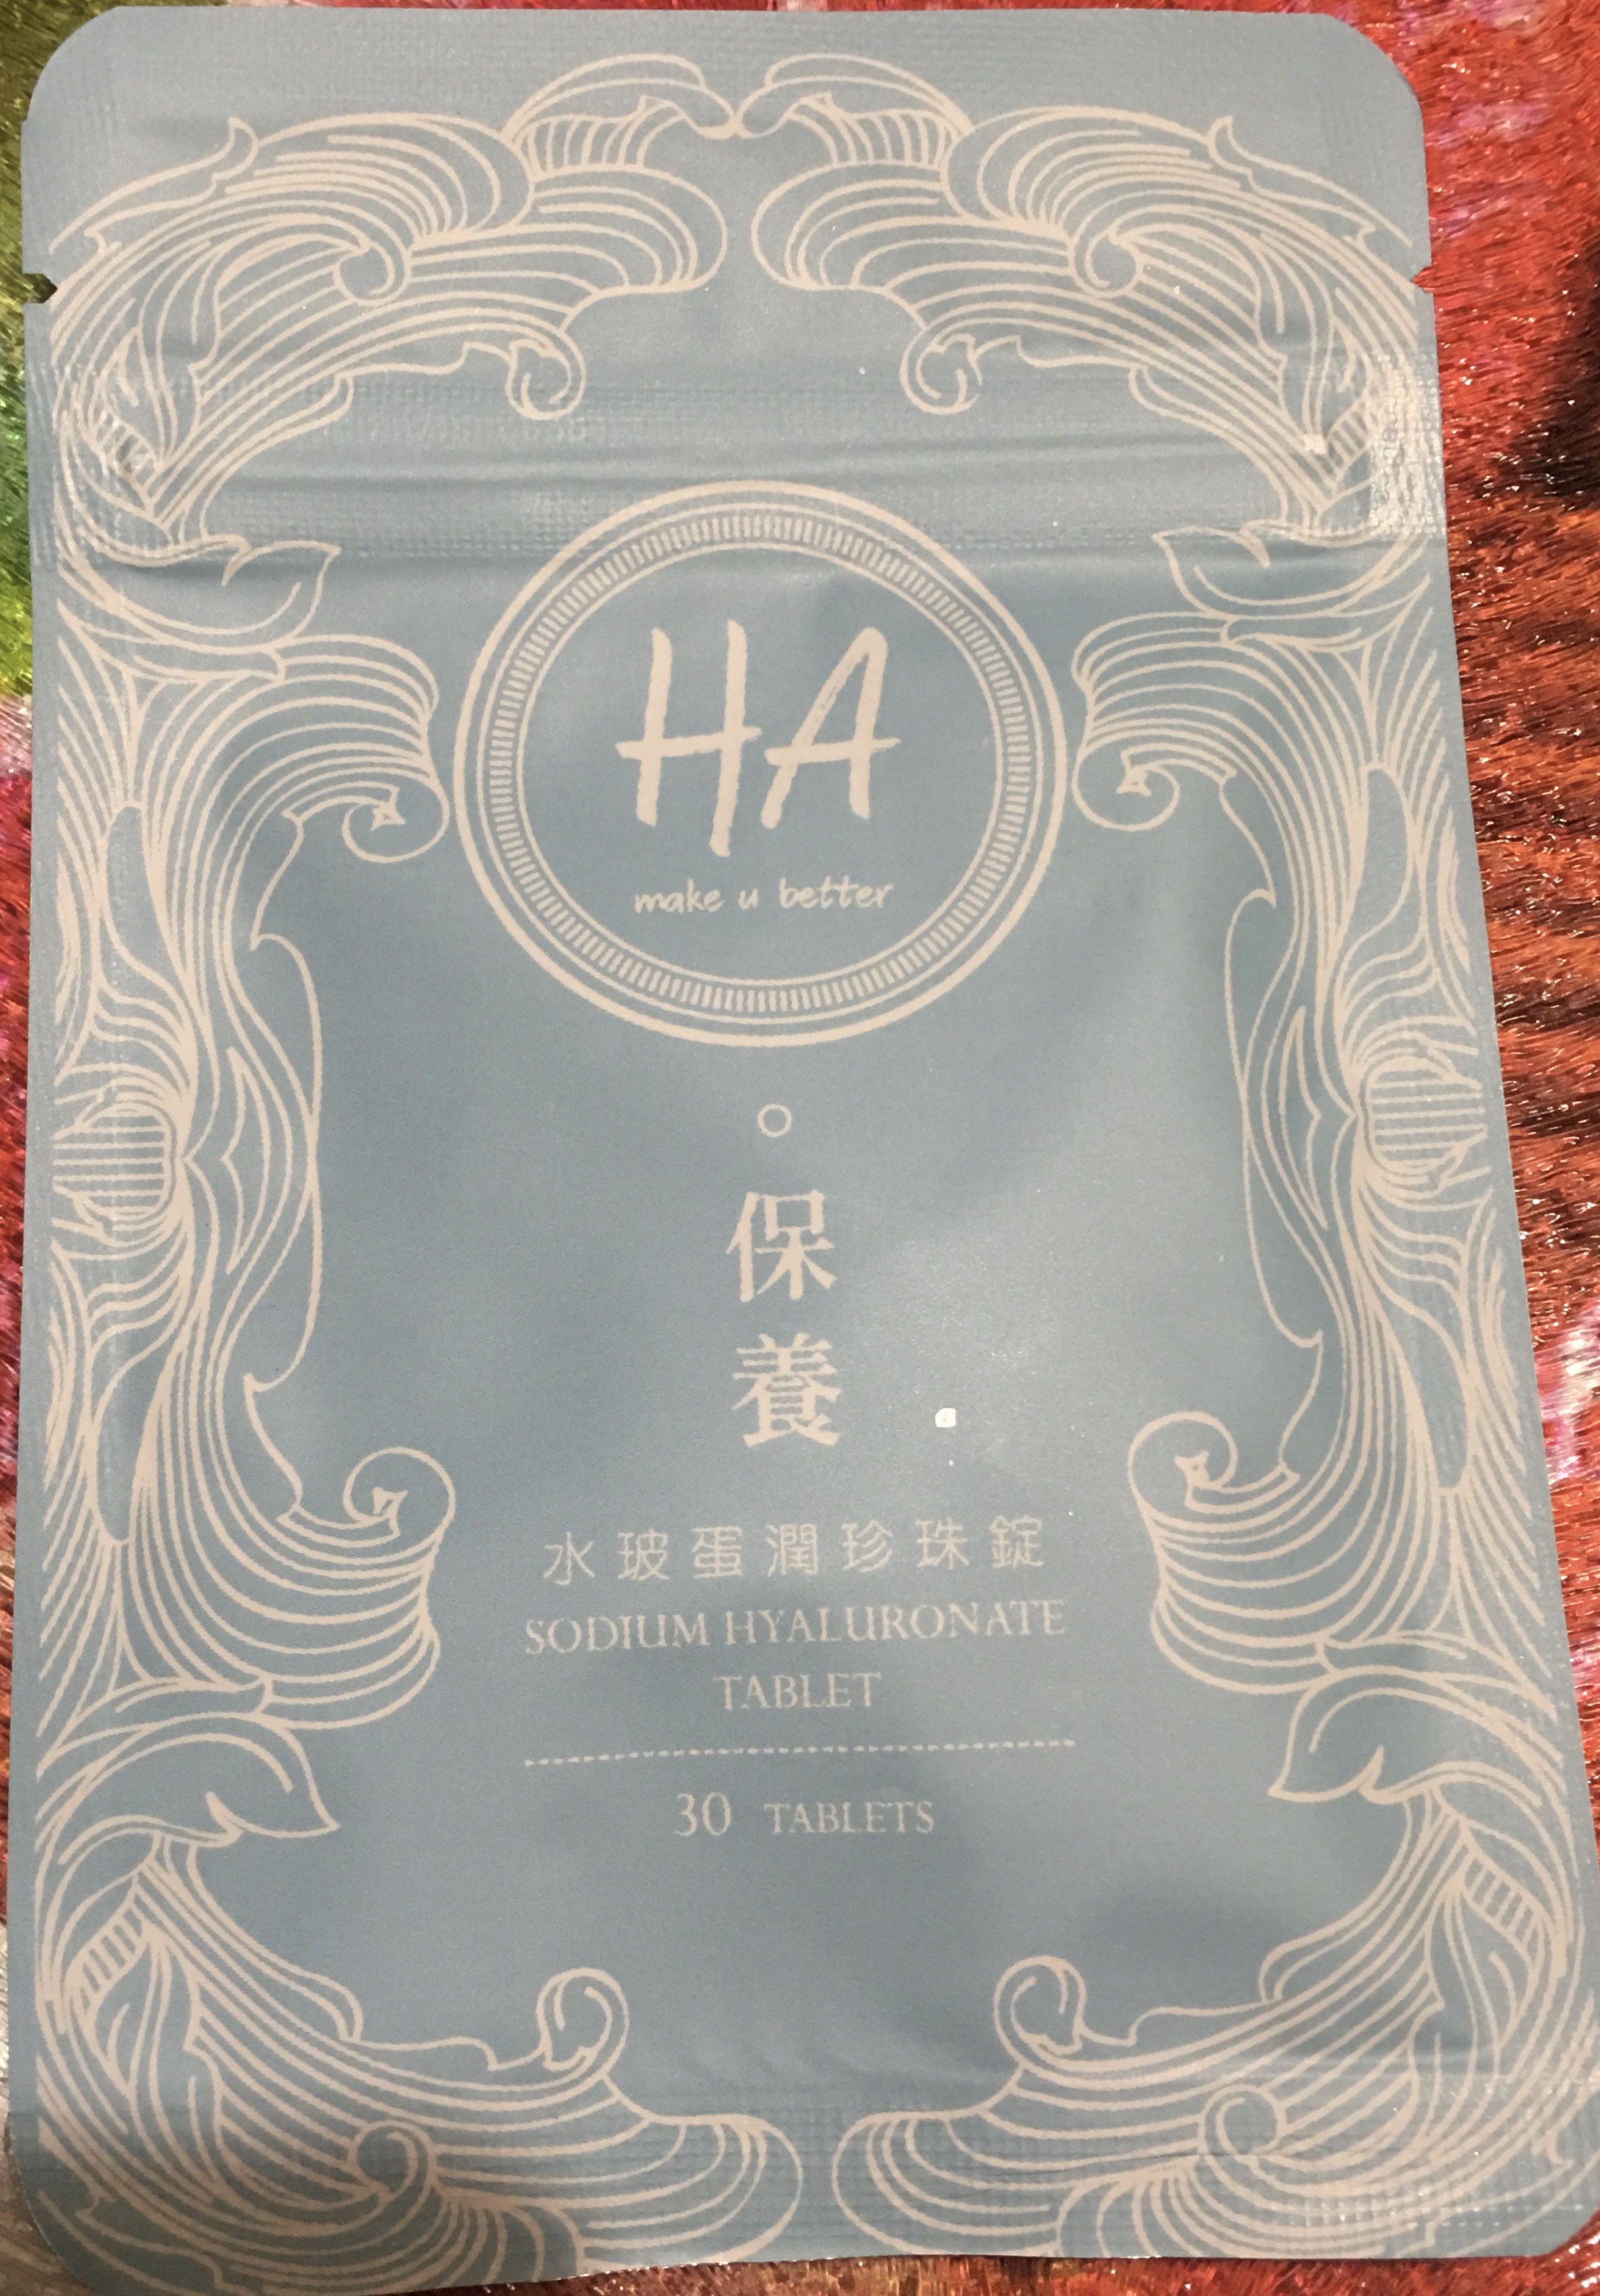 HA
make u better
保養
水玻蛋潤珍珠錠
SODIUM HYALURONATE
TABLET
30 TABLETS